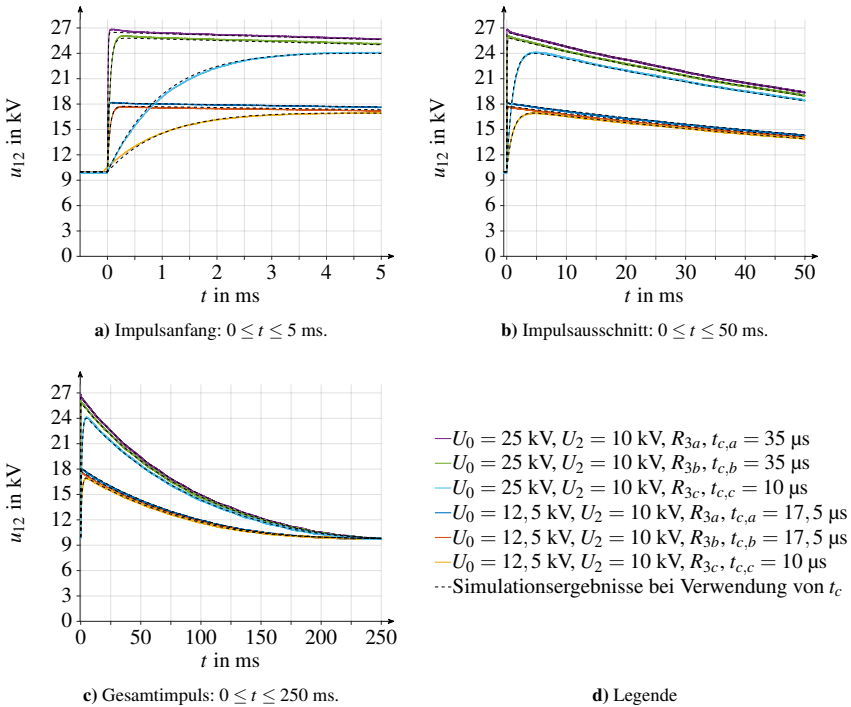 27
24
21
18
15
12
9
6
3
0
u12 in kV
0 1 2 3 4 5
t in ms
a) Impulsanfang: 0 ≤ t ≤ 5 ms.
27
24
21
18
15
12
9
6
3
0
u12 in kV
0 10 20 30 40 50
t in ms
b) Impulsausschnitt: 0 ≤ t ≤ 50 ms.
27
24
21
18
15
12
9
6
3
0
u12 in kV
0 50 100 150 200 250
t in ms
c) Gesamtimpuls: 0 ≤ t ≤ 250 ms.
U0 = 25 kV, U2 = 10 kV, R3a, tc,a = 35 µs
U0 = 25 kV, U2 = 10 kV, R3b, tc,b = 35 µs
U0 = 25 kV, U2 = 10 kV, R3c, tc,c = 10 µs
U0 = 12,5 kV, U2 = 10 kV, R3a, tc,a = 17,5 µs
U0 = 12,5 kV, U2 = 10 kV, R3b, tc,b = 17,5 µs
U0 = 12,5 kV, U2 = 10 kV, R3c, tc,c = 10 µs
Simulationsergebnisse bei Verwendung von tc
d) Legende